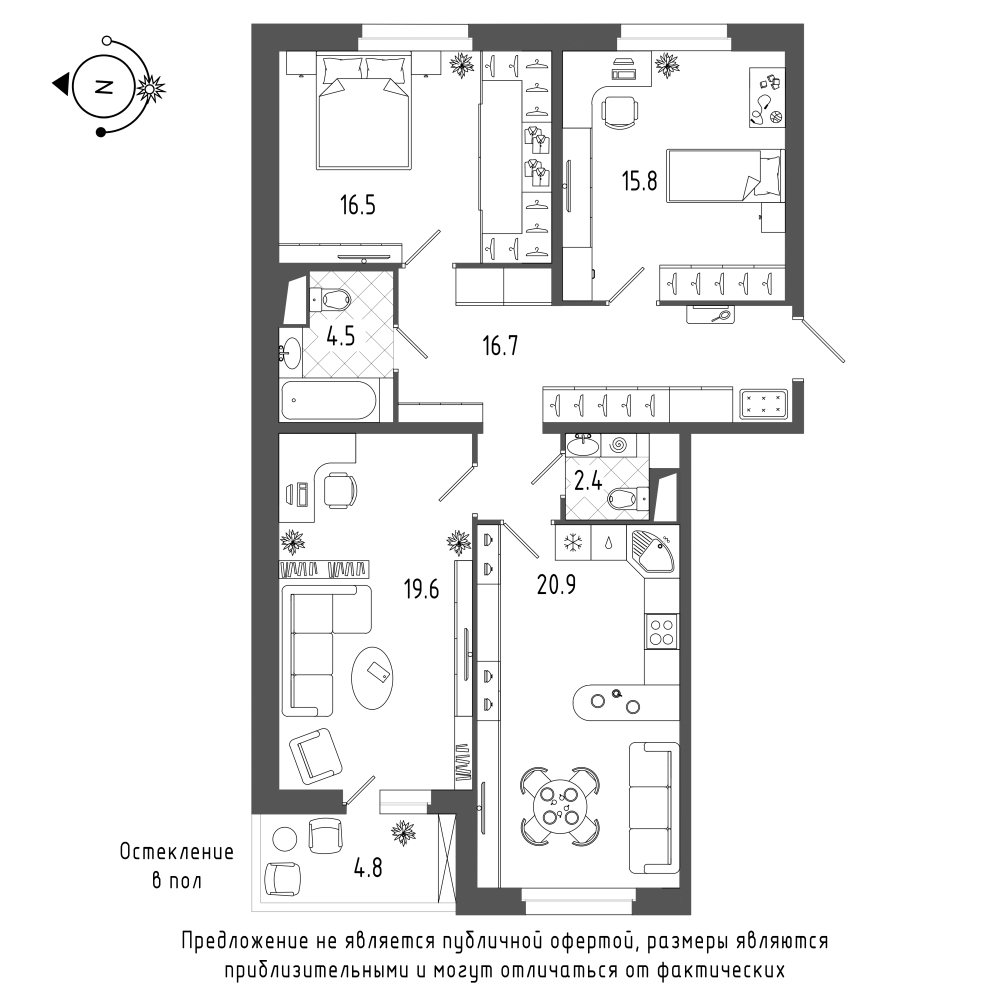 N
16.5
15.8
4.5
16.7
2.4
19.6
20.9
Остекление
в пол
4.8
Предложение не является публичной офертой, размеры являются
приблизительными и могут отличаться от фактических